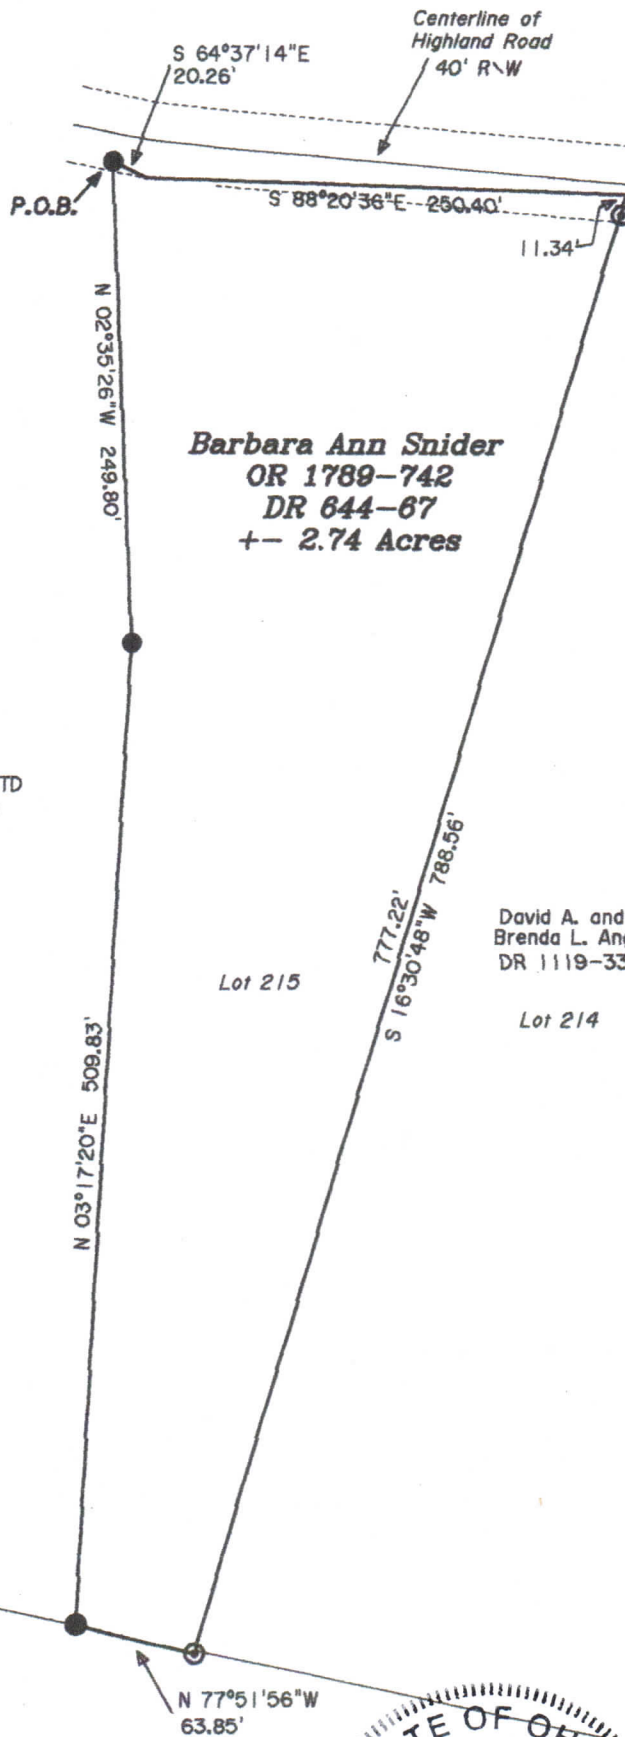 Centerline of
Highland Road
40' R\W
S 64°37'14"E
20.26'
P.O.B.
S 88°20'36"E 250.40'
11.34'
N 02°35'26"W 249.80'
Barbara Ann Snider
OR 1789-742
DR 644-67
+- 2.74 Acres
TD
777.22'
S 16°30'48"W 788.56'
David A. and
Brenda L. An
DR 1119-33
Lot 215
Lot 214
N 03°17'20"E 509.83'
N 77°51'56"W
63.85'
TE OF OH